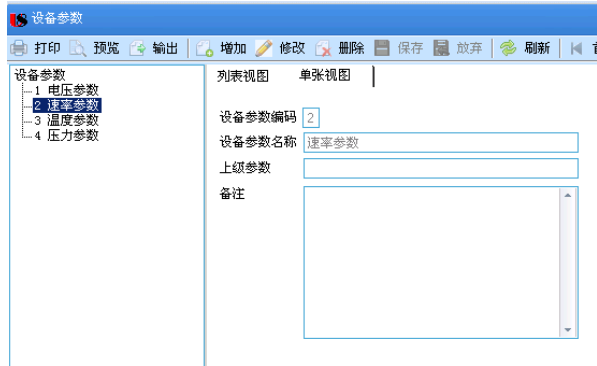 设备参数
打印 预览 输出 增加 修改 删除 保存 放弃 刷新
设备参数
1 电压参数
2 速率参数
3 温度参数
4 压力参数
列表视图 单张视图
设备参数编码 2
设备参数名称 速率参数
上级参数
备注